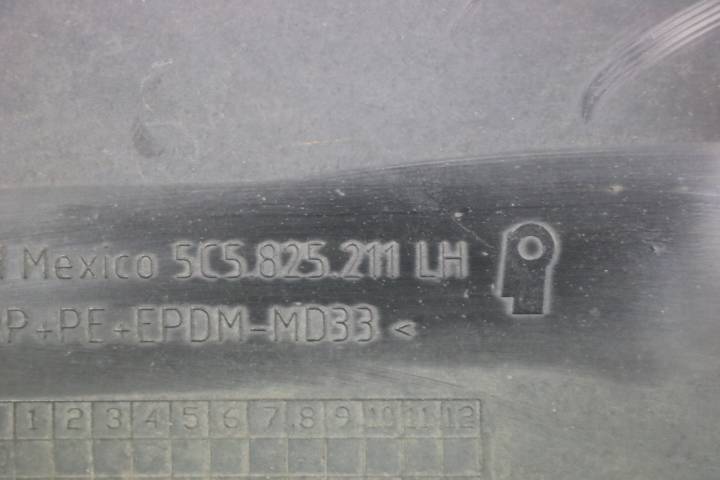 Mexico 5C5.825.211 LH
P+PE+EPDM-MD33 <
1 2 3 4 5 6 7 8 9 10 11 12